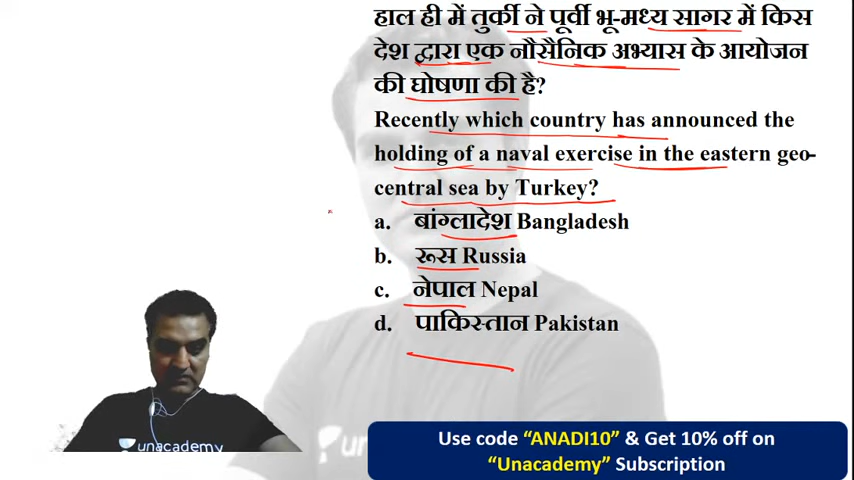 हाल ही में तुर्की ने पूर्वी भू-मध्य सागर में किस
देश द्वारा एक नौसैनिक अभ्यास के आयोजन
की घोषणा की है?
Recently which country has announced the
holding of a naval exercise in the eastern geo-
central sea by Turkey?
a. बांग्लादेश Bangladesh
b. रूस Russia
c. नेपाल Nepal
d. पाकिस्तान Pakistan
unacademy
Use code “ANADI10” & Get 10% off on
“Unacademy” Subscription